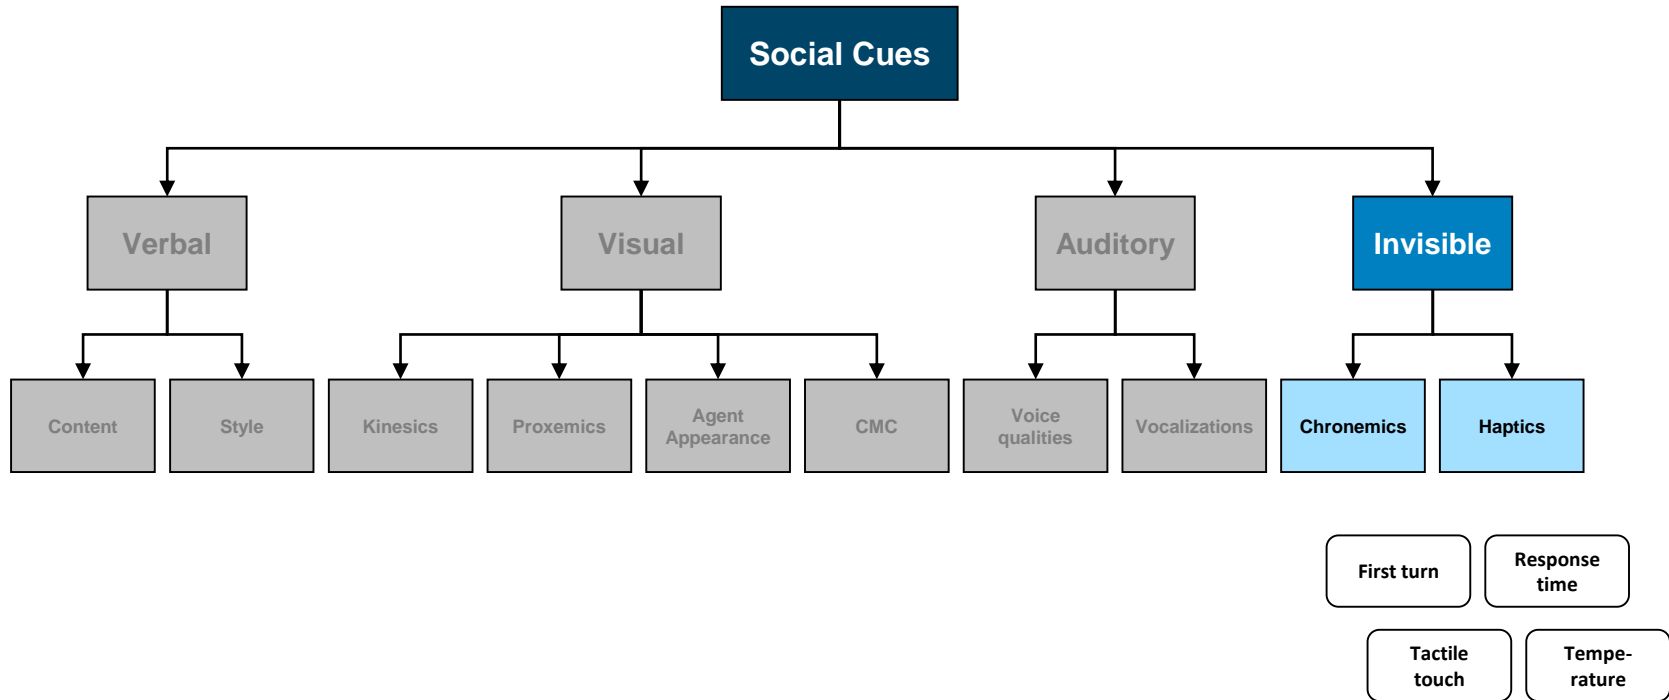 Social Cues
Verbal
Visual
Auditory
Invisible
Content
Style
Kinesics
Proxemics
Agent
Appearance
CMC
Voice
qualities
Vocalizations
Chronemics
Haptics
First turn
Response
time
Tactile
touch
Tempe-
rature